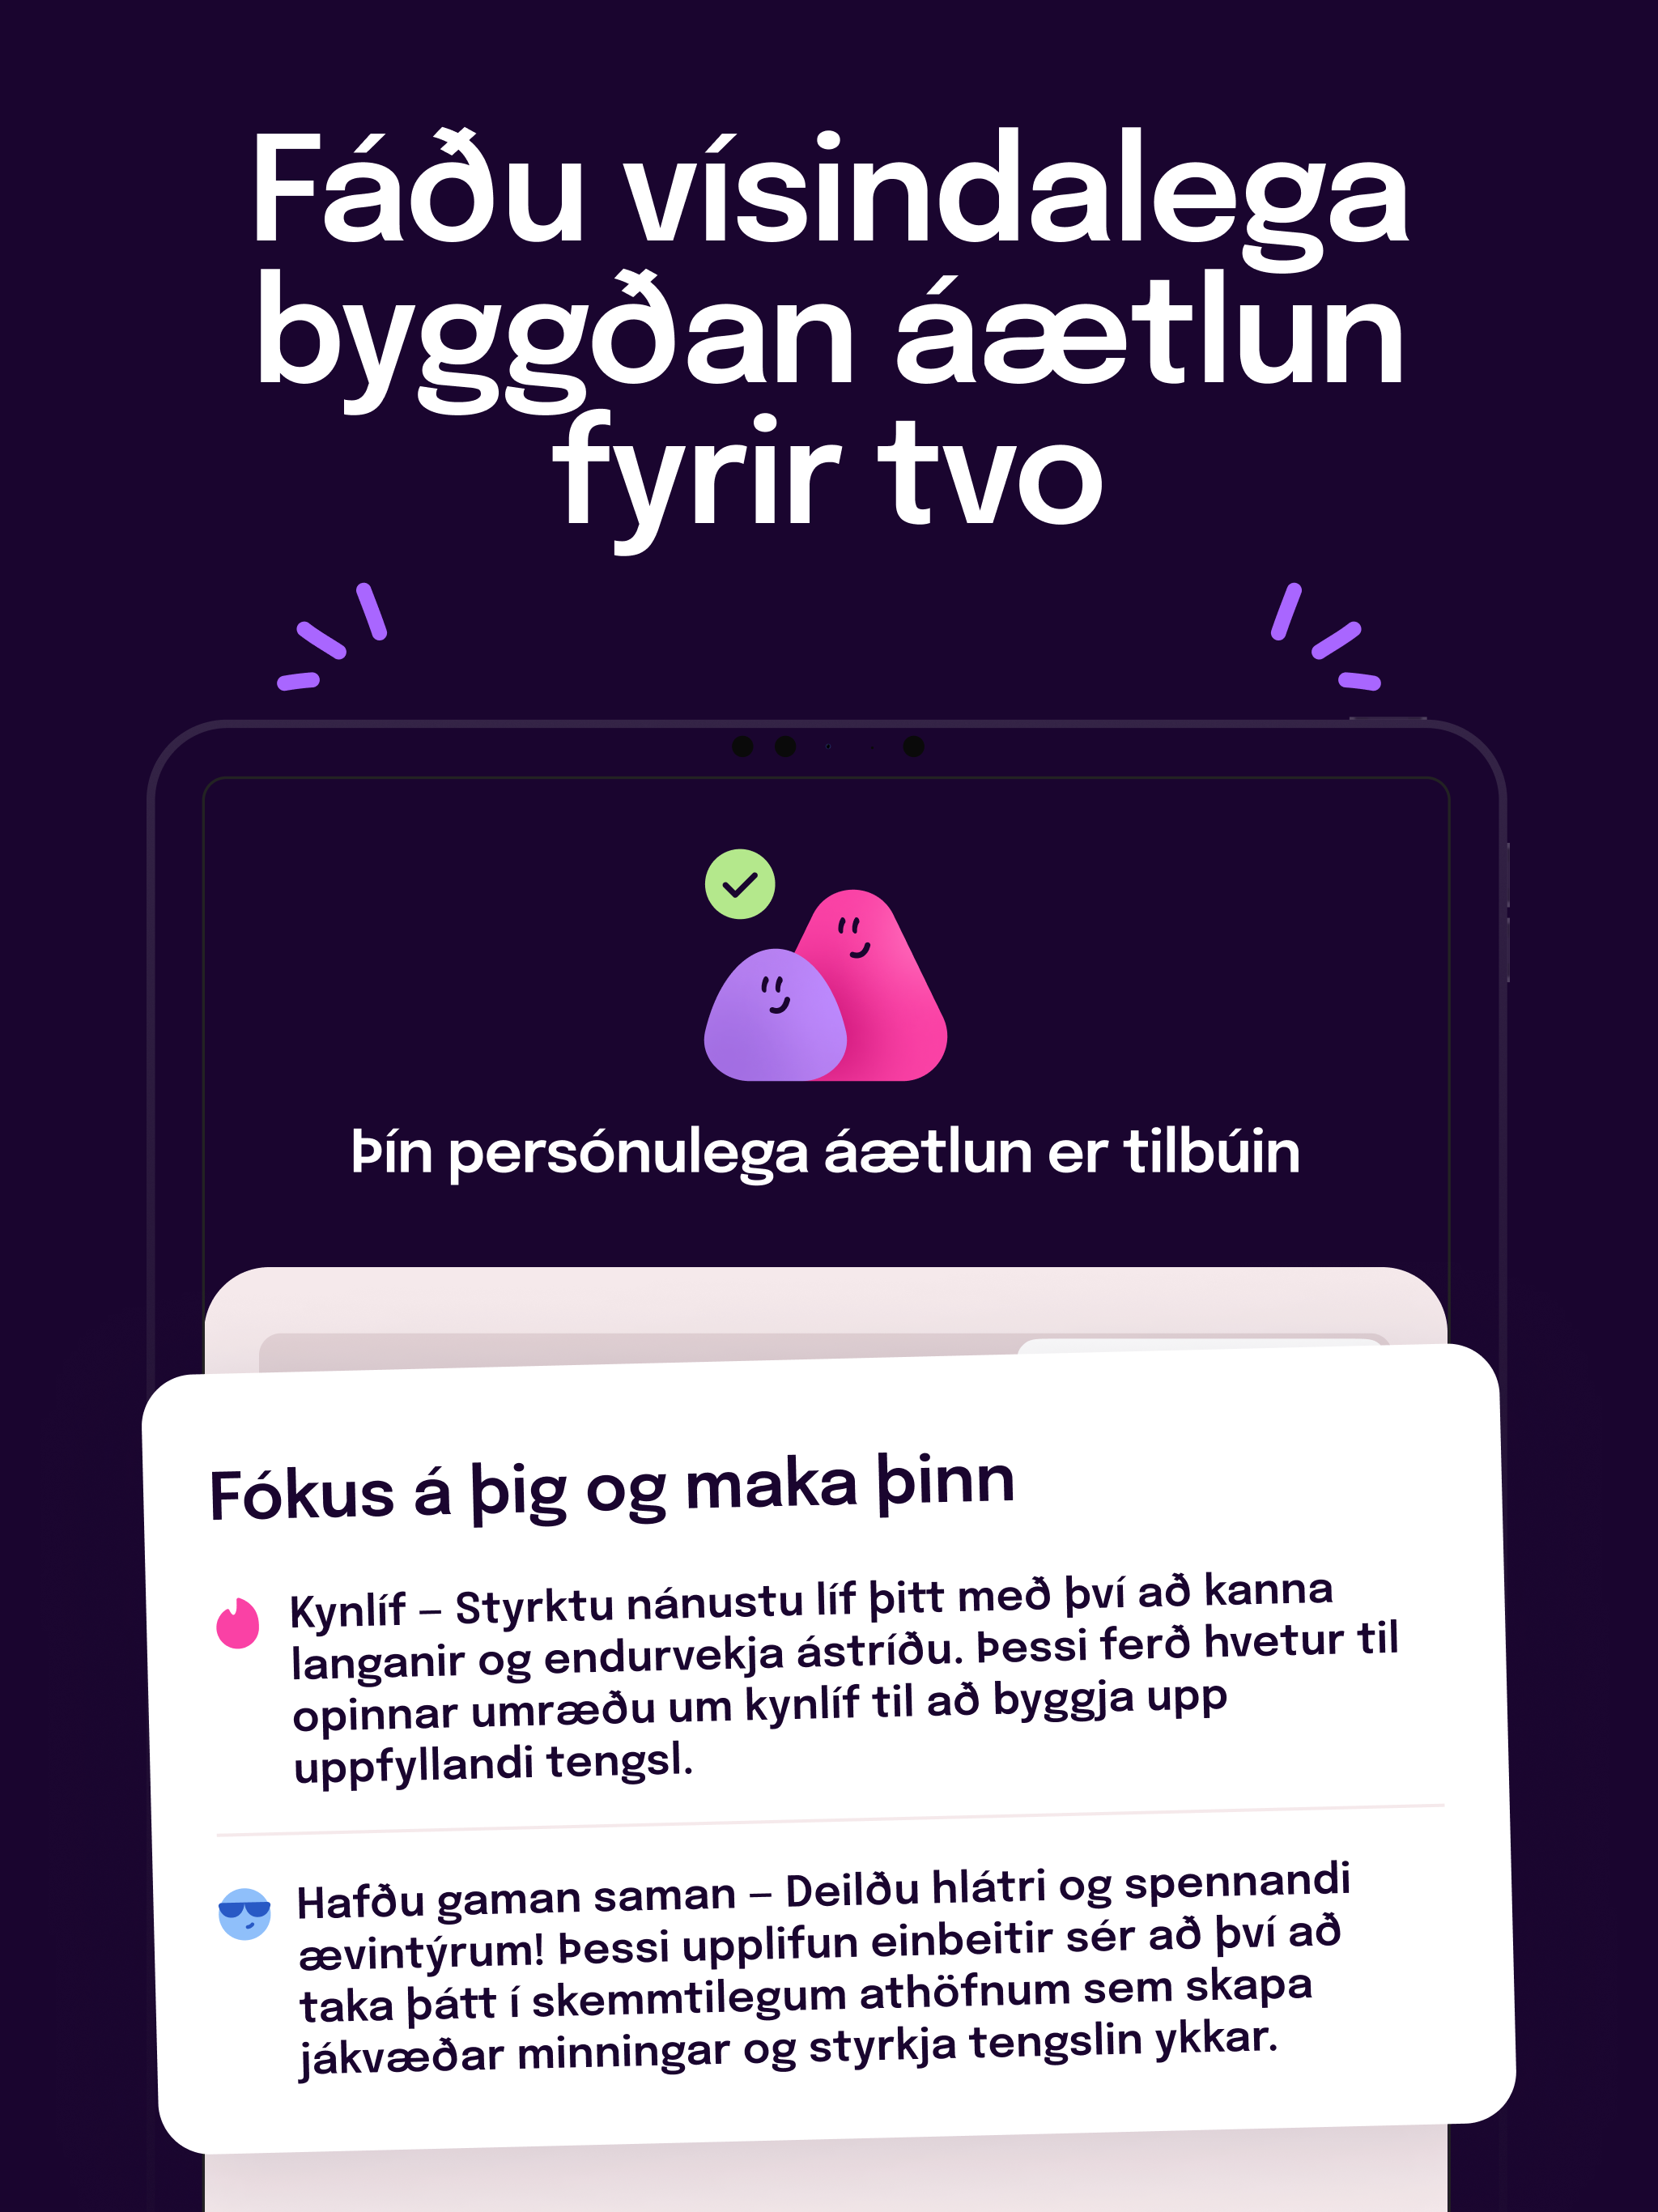 Fáðu vísindalega
byggðan áætlun
fyrir tvo
Þín persónulega áætlun er tilbúin
Fókus á þig og maka þinn
Kynlíf – Styrktu nánustu líf þitt með því að kanna
langanir og endurvekja ástríðu. Þessi ferð hvetur til
opinnar umræðu um kynlíf til að byggja upp
uppfyllandi tengsl.
Hafðu gaman saman – Deilðu hlátri og spennandi
ævintýrum! Þessi upplifun einbeitir sér að því að
taka þátt í skemmtilegum athöfnum sem skapa
jákvæðar minningar og styrkja tengslin ykkar.